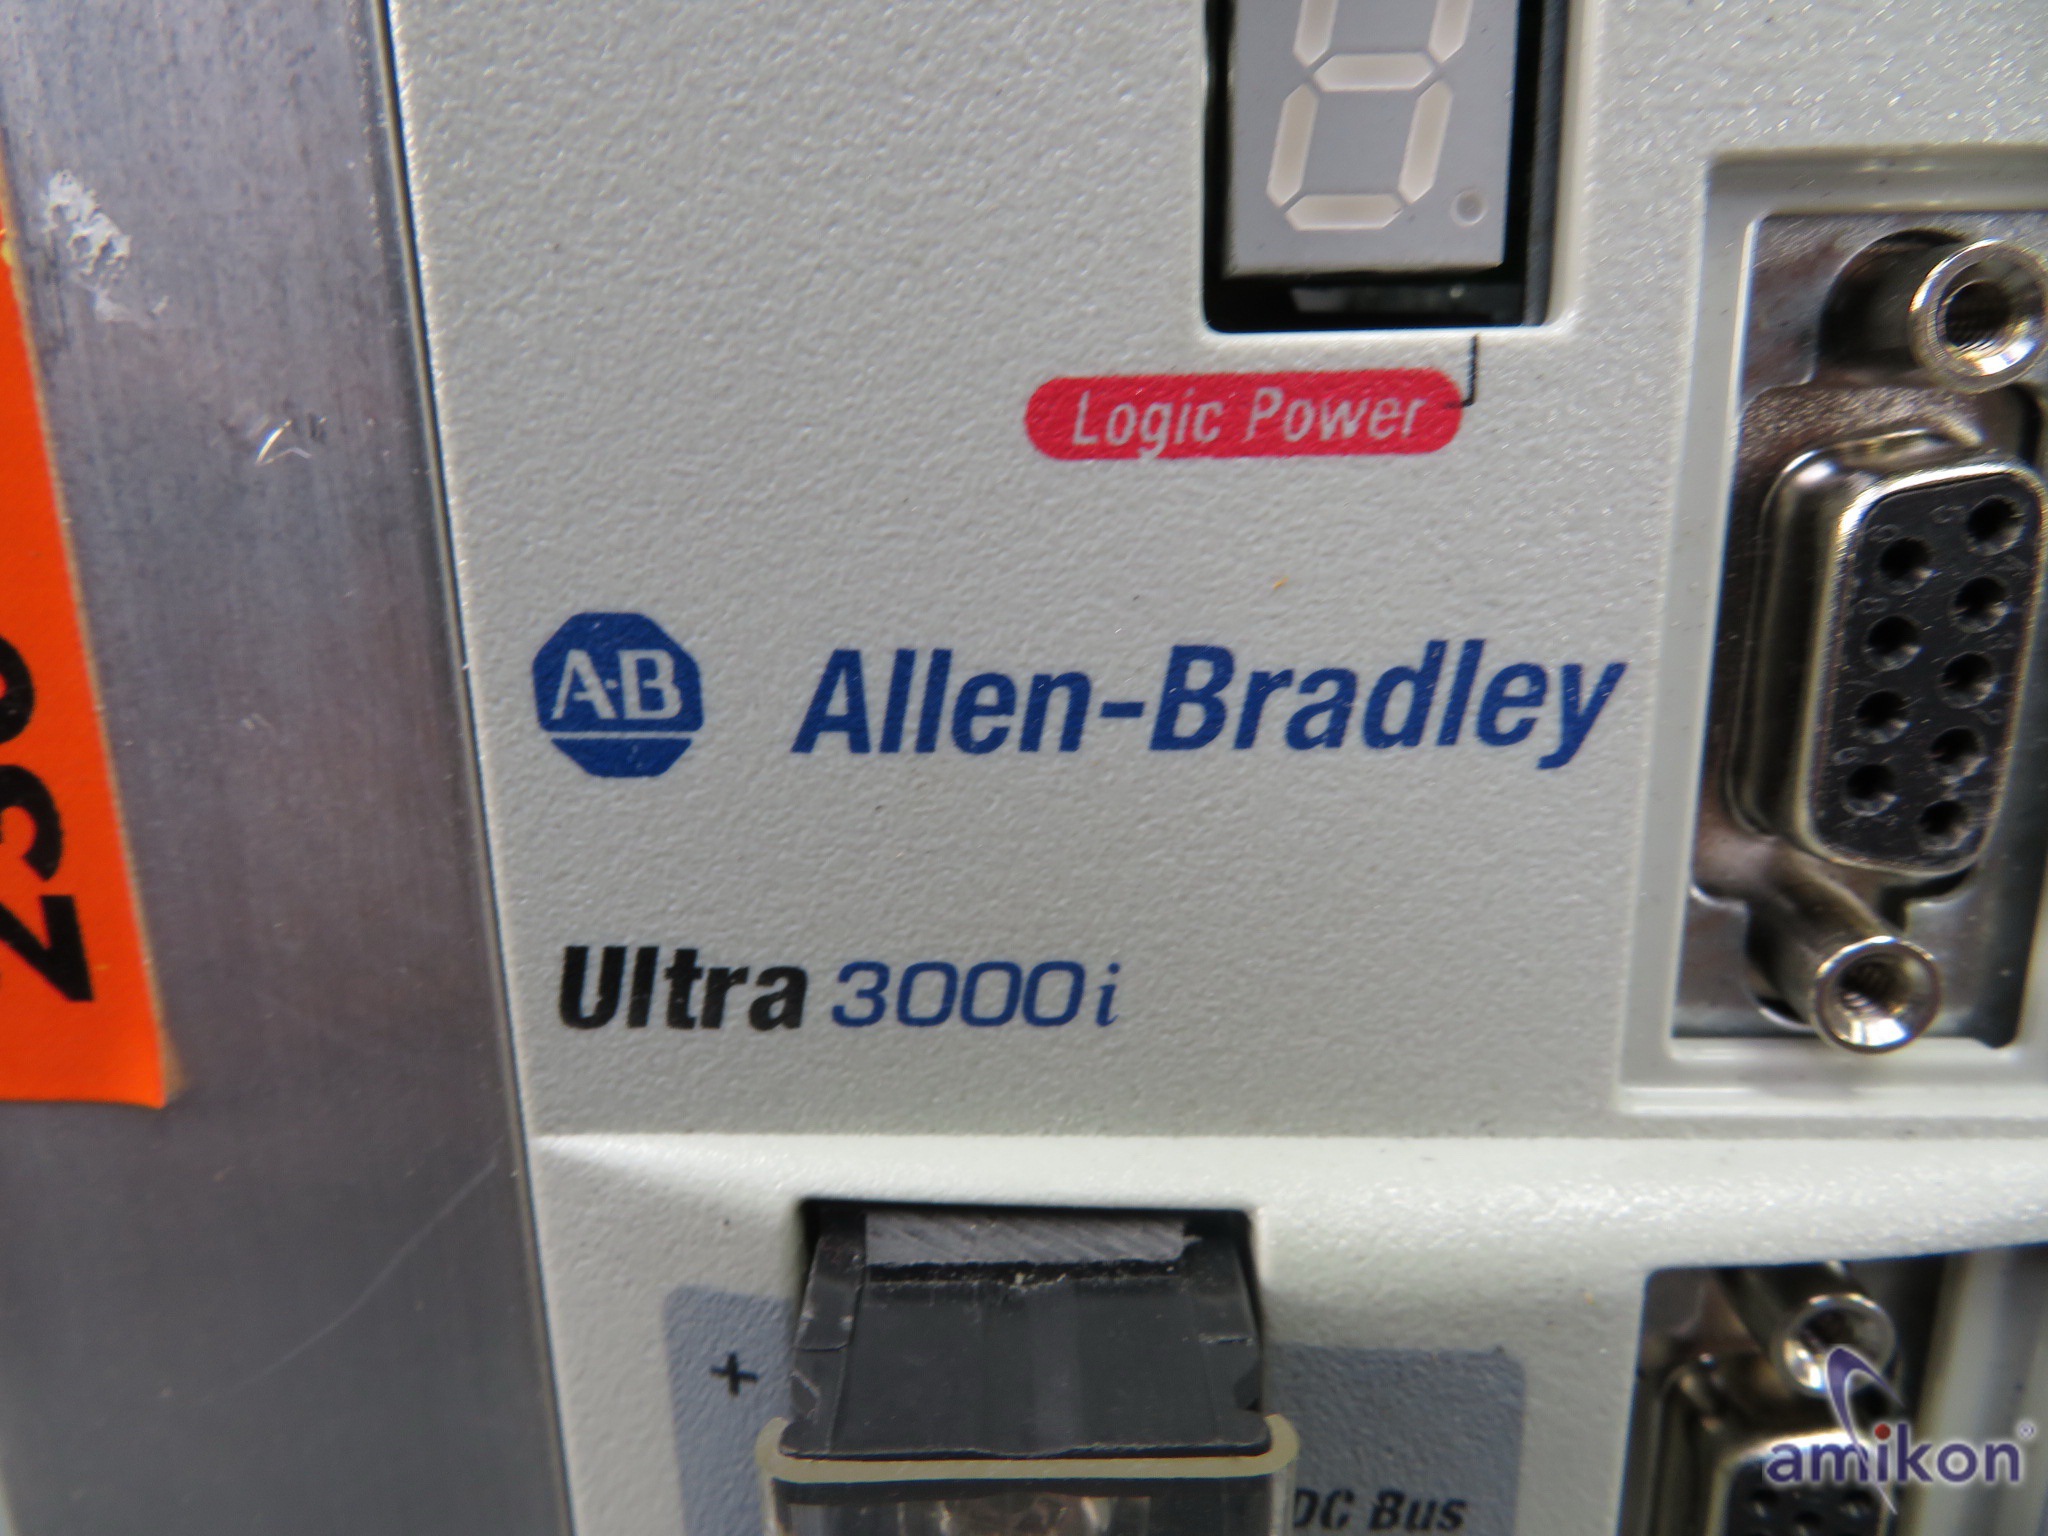 Logic Power
A-B Allen-Bradley
Ultra 3000i
+
DC Bus
amikon®